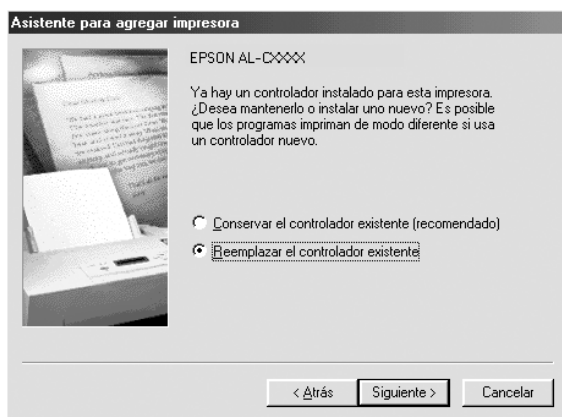 Asistente para agregar impresora
EPSON AL-CXXXX
Ya hay un controlador instalado para esta impresora.
¿Desea mantenerlo o instalar uno nuevo? Es posible
que los programas impriman de modo diferente si usa
un controlador nuevo.
Conservar el controlador existente (recomendado)
Reemplazar el controlador existente
< Atrás
Siguiente >
Cancelar